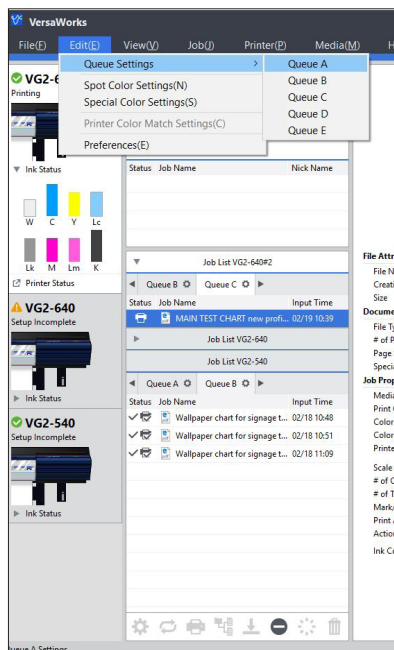 VersaWorks
File(F) Edit(E) View(V) Job(J) Printer(P) Media(M)
Queue Settings > Queue A
Queue B
Spot Color Settings(N) Queue C
Special Color Settings(S) Queue D
Printer Color Match Settings(C) Queue E
Preferences(E)
Printing
Ink Status
Status Job Name Nick Name
W C Y Lc
Lk M Lm K
Printer Status
Job List VG2-640#2
Queue B Queue C
Status Job Name Input Time
MAIN TEST CHART new profi... 02/19 10:39
VG2-640
Setup Incomplete
Job List VG2-640
Job List VG2-540
Ink Status
Queue A Queue B
Status Job Name Input Time
Wallpaper chart for signage t... 02/18 10:48
Wallpaper chart for signage t... 02/18 10:51
Wallpaper chart for signage t... 02/18 11:09
VG2-540
Setup Incomplete
Ink Status
File Attr
File N
Creati
Size
Docume
File Ty
# of P
Page
Specia
Job Prop
Media
Print
Color
Color
Printe
Scale
# of C
# of T
Mark/
Print
Action
Ink Co